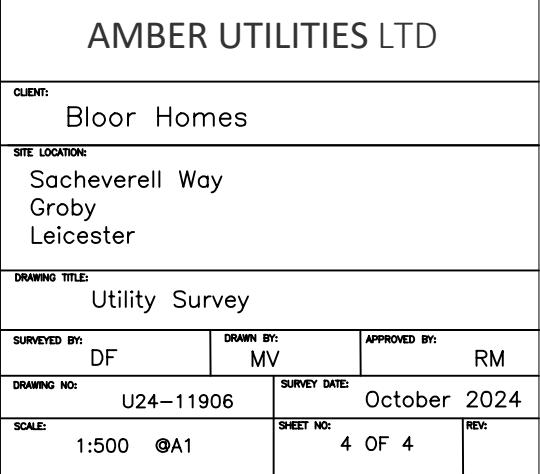 AMBER UTILITIES LTD
CLIENT:
Bloor Homes
SITE LOCATION:
Sacheverell Way
Groby
Leicester
DRAWING TITLE:
Utility Survey
SURVEYED BY: DRAWN BY: APPROVED BY:
DF MV RM
DRAWING NO: SURVEY DATE:
U24-11906 October 2024
SCALE: SHEET NO: REV:
1:500 @A1 4 OF 4